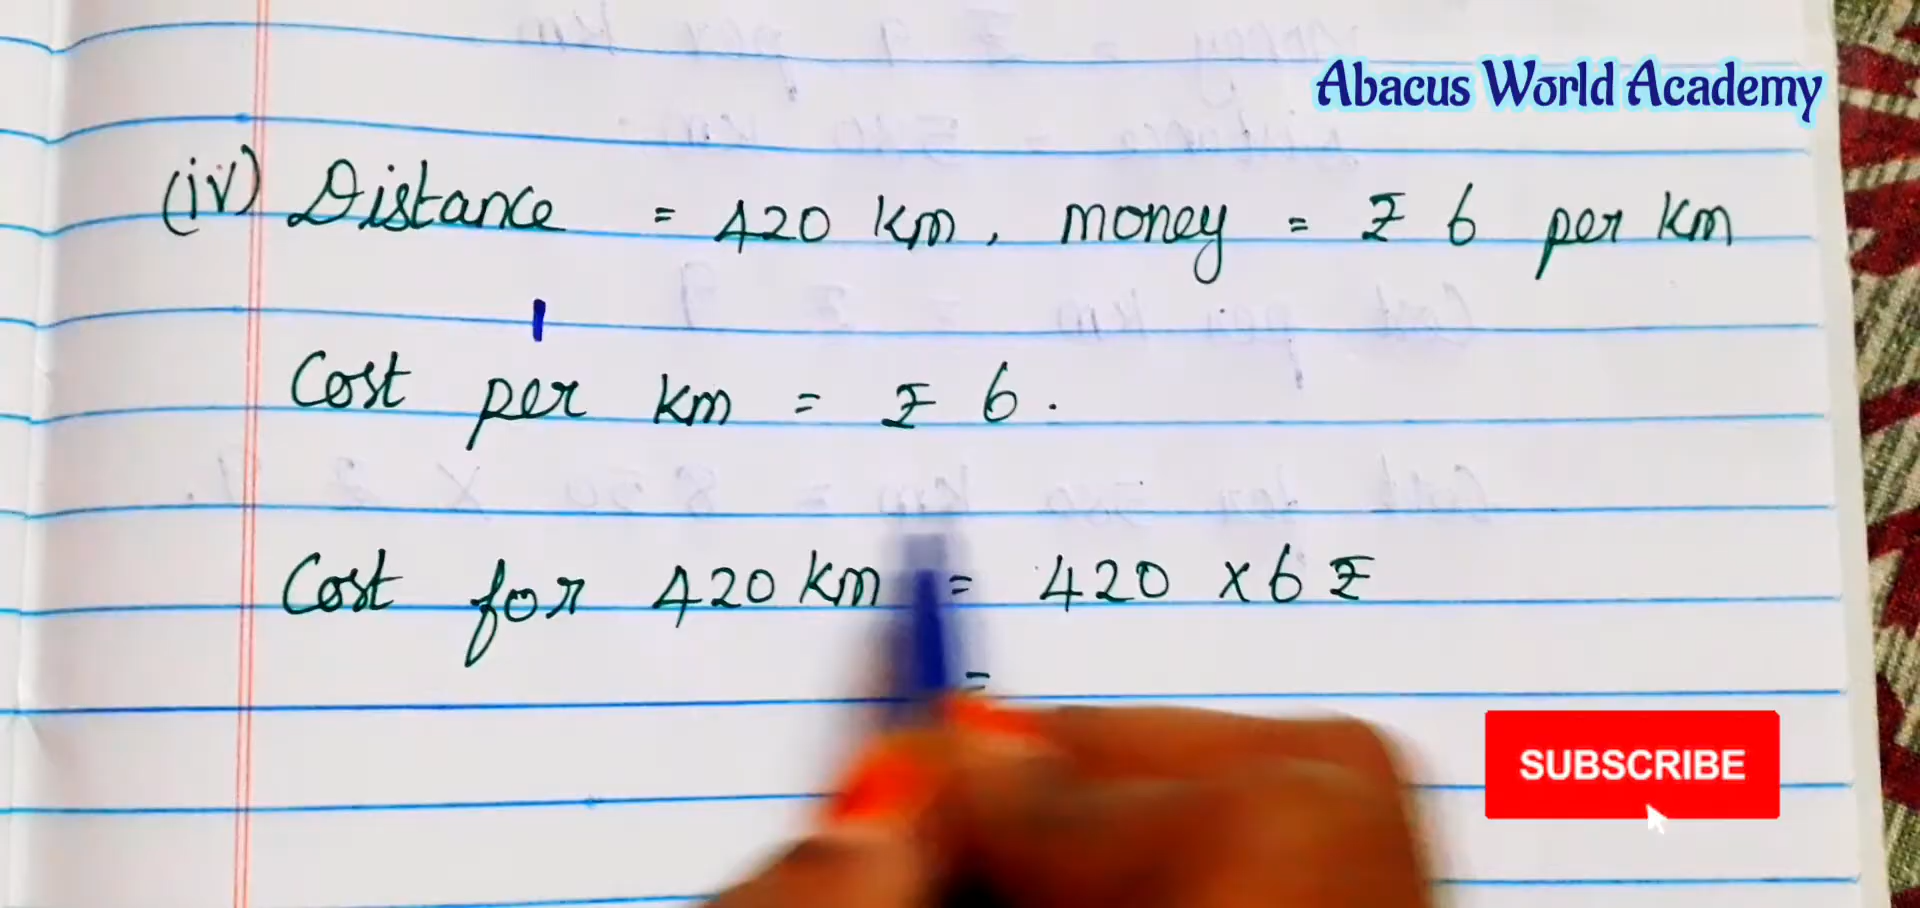 Abacus World Academy
(iv) Distance = 420 km, money = ₹ 6 per km
Cost per km = ₹ 6.
Cost for 420 km = 420 × 6 ₹
=
SUBSCRIBE